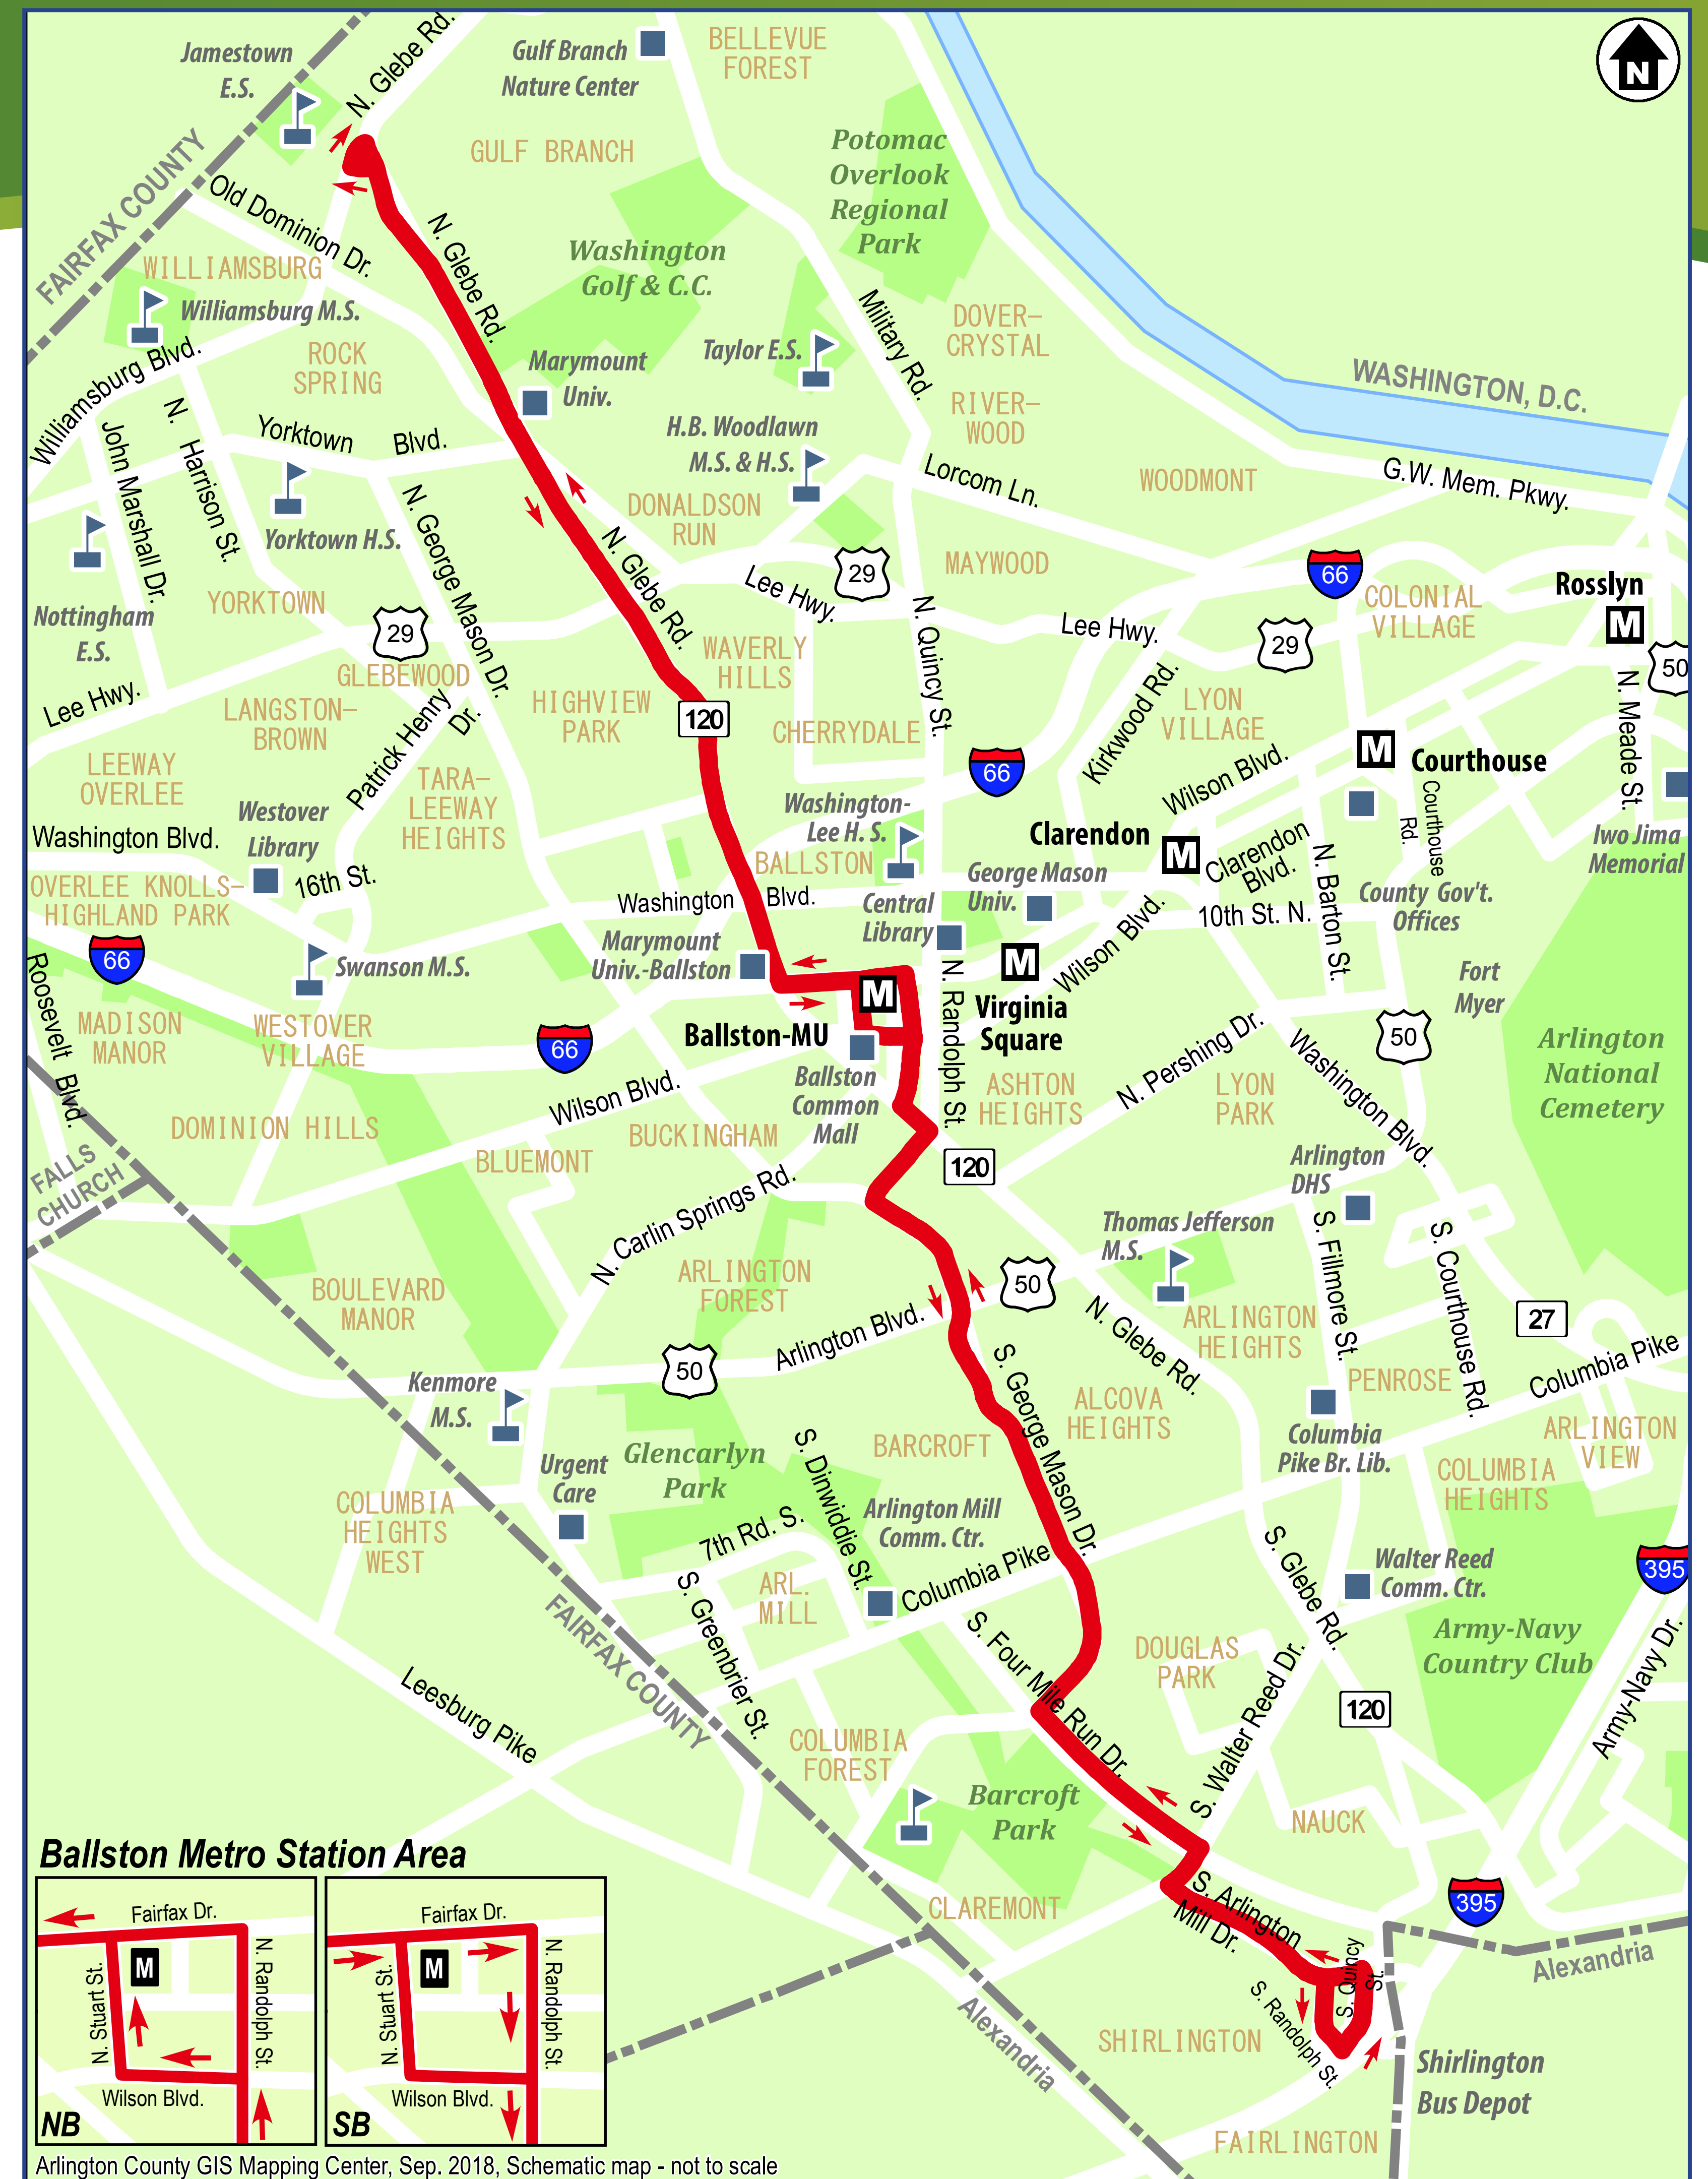 Jamestown
E.S.
N. Glebe Rd.
Gulf Branch
Nature Center
BELLEVUE
FOREST
N
FAIRFAX COUNTY
GULF BRANCH
Potomac
Overlook
Regional
Park
Old Dominion Dr.
N. Glebe Rd.
Washington
Golf & C.C.
WILLIAMSBURG
Williamsburg M.S.
Military Rd.
DOVER-
CRYSTAL
ROCK
SPRING
Taylor E.S.
Marymount
Univ.
WASHINGTON, D.C.
Williamsburg Blvd.
N. Harrison St.
John Marshall Dr.
Yorktown Blvd.
H.B. Woodlawn
M.S. & H.S.
RIVER-
WOOD
Lorcom Ln.
WOODMONT
G.W. Mem. Pkwy.
DONALDSON
RUN
Yorktown H.S.
N. George Mason Dr.
N. Glebe Rd.
Lee Hwy.
29
MAYWOOD
66
Rosslyn
M
Nottingham
E.S.
YORKTOWN
29
N. Quincy St.
Lee Hwy.
29
COLONIAL
VILLAGE
50
WAVERLY
HILLS
GLEBEWOOD
Lee Hwy.
LANGSTON-
BROWN
Patrick Henry
Dr.
HIGHVIEW
PARK
120
CHERRYDALE
Kirkwood Rd.
LYON
VILLAGE
N. Meade St.
LEEWAY
OVERLEE
TARA-
LEEWAY
HEIGHTS
66
Wilson Blvd.
M
Courthouse
Courthouse
Rd.
Washington Blvd.
Westover
Library
Washington-
Lee H. S.
Clarendon
M
Iwo Jima
Memorial
OVERLEE KNOLLS-
HIGHLAND PARK
16th St.
BALLSTON
George Mason
Univ.
Clarendon
Blvd.
N. Barton St.
County Gov't.
Offices
Washington Blvd.
Central
Library
10th St. N.
66
Swanson M.S.
Marymount
Univ.-Ballston
M
Wilson Blvd.
Fort
Myer
Roosevelt Blvd.
MADISON
MANOR
WESTOVER
VILLAGE
66
Ballston-MU
M
N. Randolph St.
Virginia
Square
50
Arlington
National
Cemetery
Ballston
Common
Mall
Wilson Blvd.
ASHTON
HEIGHTS
N. Pershing Dr.
LYON
PARK
Washington Blvd.
DOMINION HILLS
BUCKINGHAM
BLUEMONT
120
FALLS
CHURCH
Arlington
DHS
N. Carlin Springs Rd.
Thomas Jefferson
M.S.
S. Fillmore St.
S. Courthouse Rd.
BOULEVARD
MANOR
ARLINGTON
FOREST
50
N. Glebe Rd.
ARLINGTON
HEIGHTS
27
Arlington Blvd.
50
S. George Mason Dr.
Columbia Pike
Kenmore
M.S.
ALCOVA
HEIGHTS
PENROSE
Columbia
Pike Br. Lib.
ARLINGTON
VIEW
Urgent
Care
Glencarlyn
Park
S. Dinwiddie St.
BARCROFT
COLUMBIA
HEIGHTS
COLUMBIA
HEIGHTS
WEST
7th Rd. S.
Arlington Mill
Comm. Ctr.
S. Glebe Rd.
Walter Reed
Comm. Ctr.
395
ARL.
MILL
Columbia Pike
FAIRFAX COUNTY
S. Greenbrier St.
S. Four Mile Run Dr.
DOUGLAS
PARK
Army-Navy
Country Club
Army-Navy Dr.
Leesburg Pike
S. Walter Reed Dr.
120
COLUMBIA
FOREST
Barcroft
Park
NAUCK
CLAREMONT
S. Arlington
Mill Dr.
395
Alexandria
S. Quincy
St.
S. Randolph St.
Alexandria
SHIRLINGTON
Shirlington
Bus Depot
FAIRLINGTON
Ballston Metro Station Area
Fairfax Dr.
M
N. Stuart St.
N. Randolph St.
Wilson Blvd.
NB
Fairfax Dr.
M
N. Stuart St.
N. Randolph St.
Wilson Blvd.
SB
Arlington County GIS Mapping Center, Sep. 2018, Schematic map - not to scale